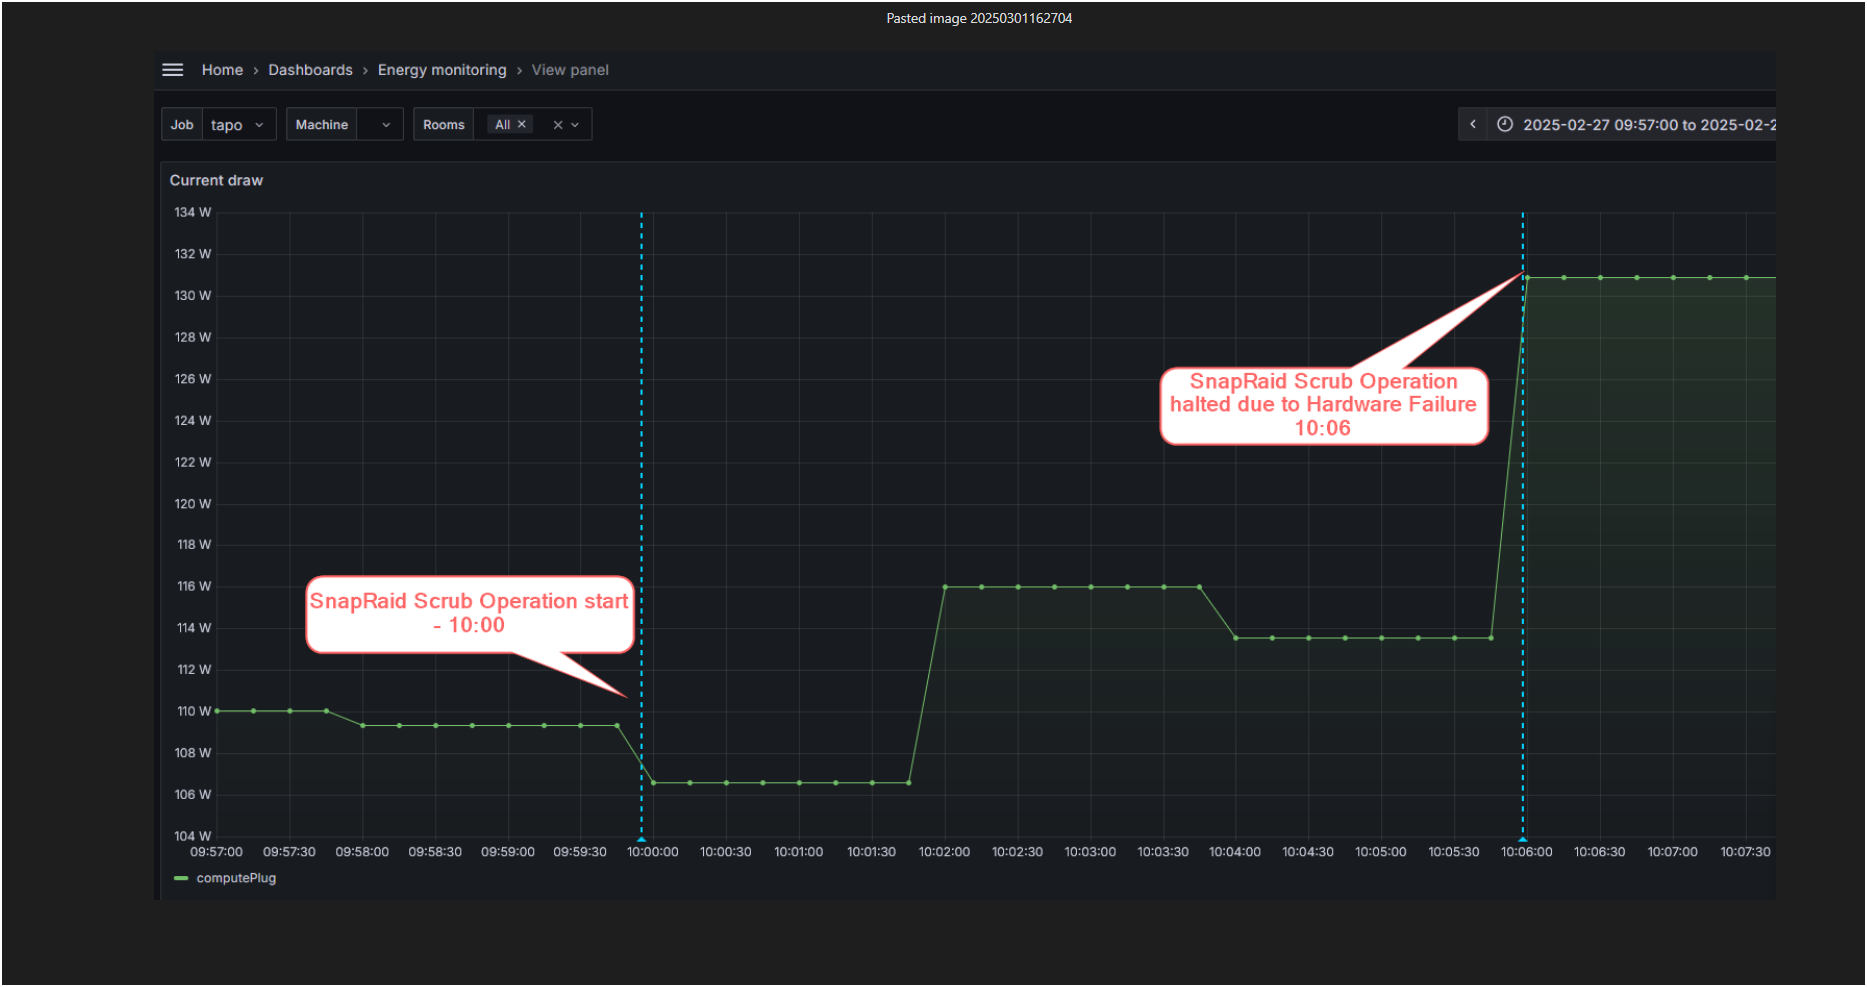 Pasted image 20250301162704
Home › Dashboards › Energy monitoring › View panel
Job tapo Machine Rooms All × ×
2025-02-27 09:57:00 to 2025-02-2
Current draw
134 W
132 W
130 W
128 W
126 W
124 W
122 W
120 W
118 W
116 W
114 W
112 W
110 W
108 W
106 W
104 W
SnapRaid Scrub Operation
halted due to Hardware Failure
10:06
SnapRaid Scrub Operation start
- 10:00
09:57:00 09:57:30 09:58:00 09:58:30 09:59:00 09:59:30 10:00:00 10:00:30 10:01:00 10:01:30 10:02:00 10:02:30 10:03:00 10:03:30 10:04:00 10:04:30 10:05:00 10:05:30 10:06:00 10:06:30 10:07:00 10:07:30
computePlug